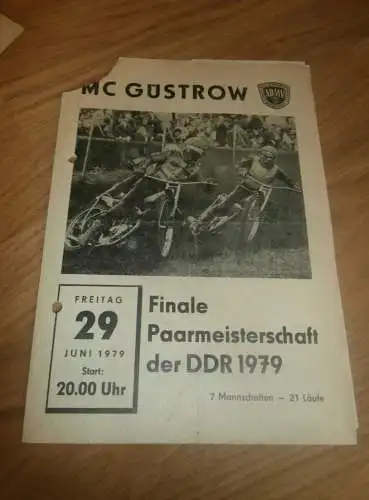 MC GÜSTROW
ADMV
FREITAG
29
JUNI 1979
Start:
20.00 Uhr
Finale
Paarmeisterschaft
der DDR 1979
7 Mannschaften – 21 Läufe